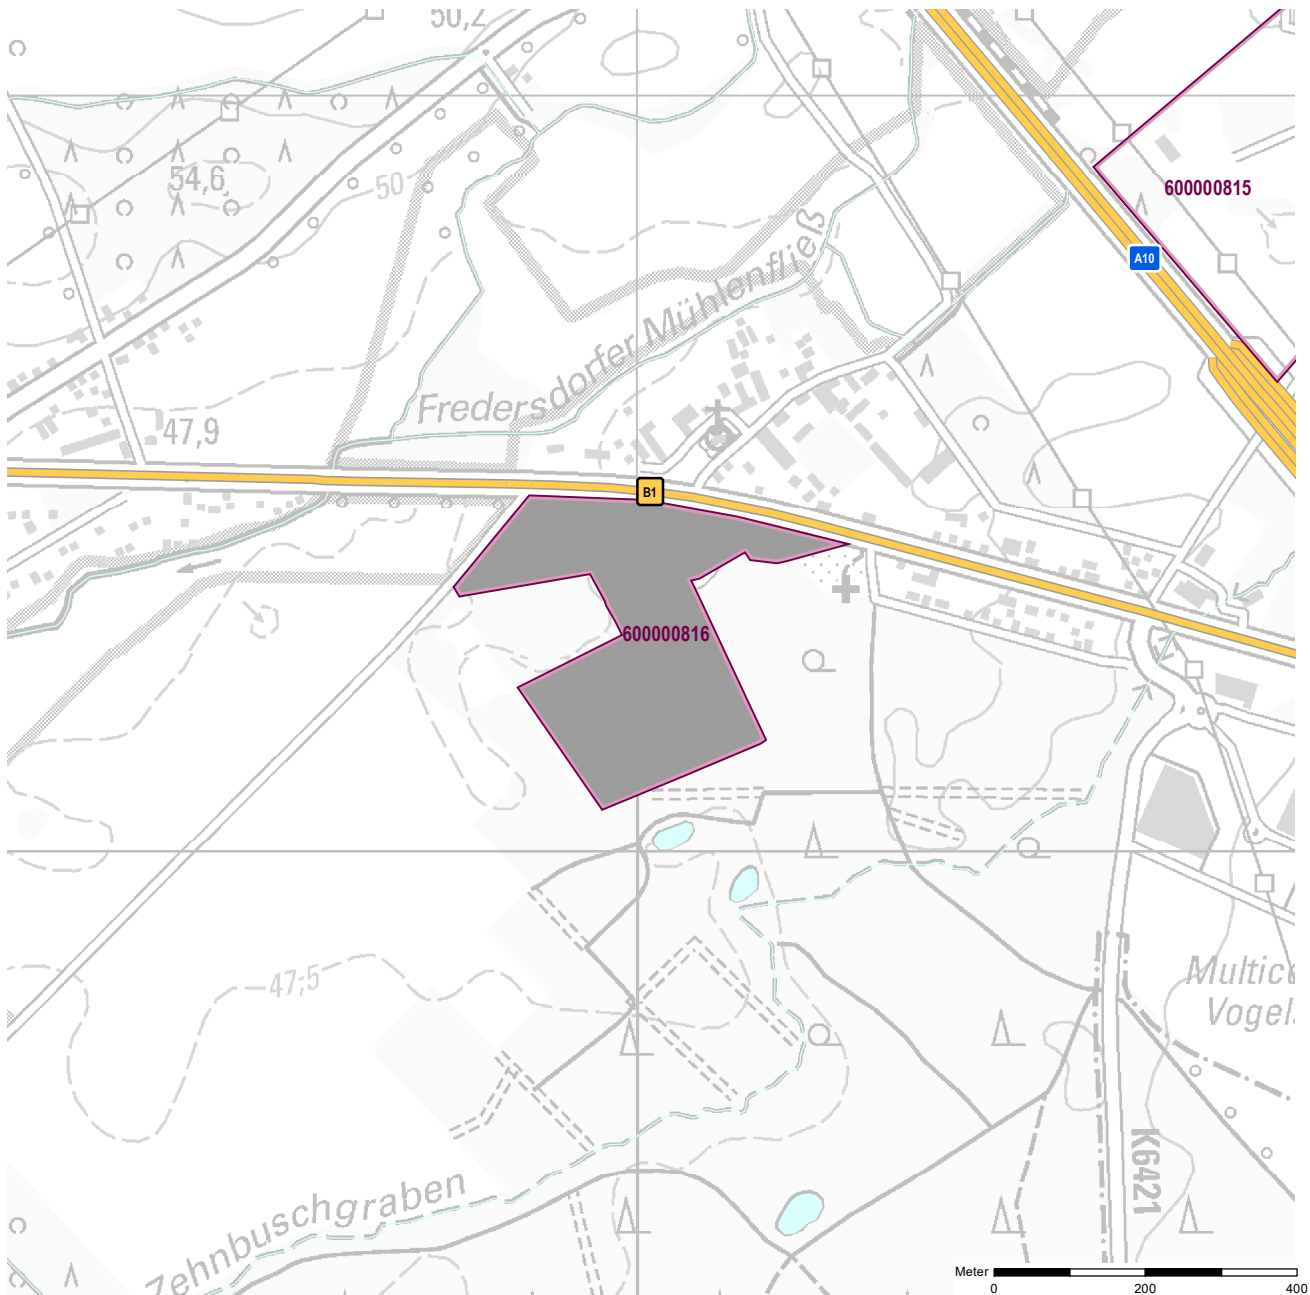 50,2
54,6
50
600000815
A10
Fredersdorfer Mühlenfließ
47,9
B1
600000816
47,5
Vogel
K6421
Zehnbuschgraben
Meter
0
200
400